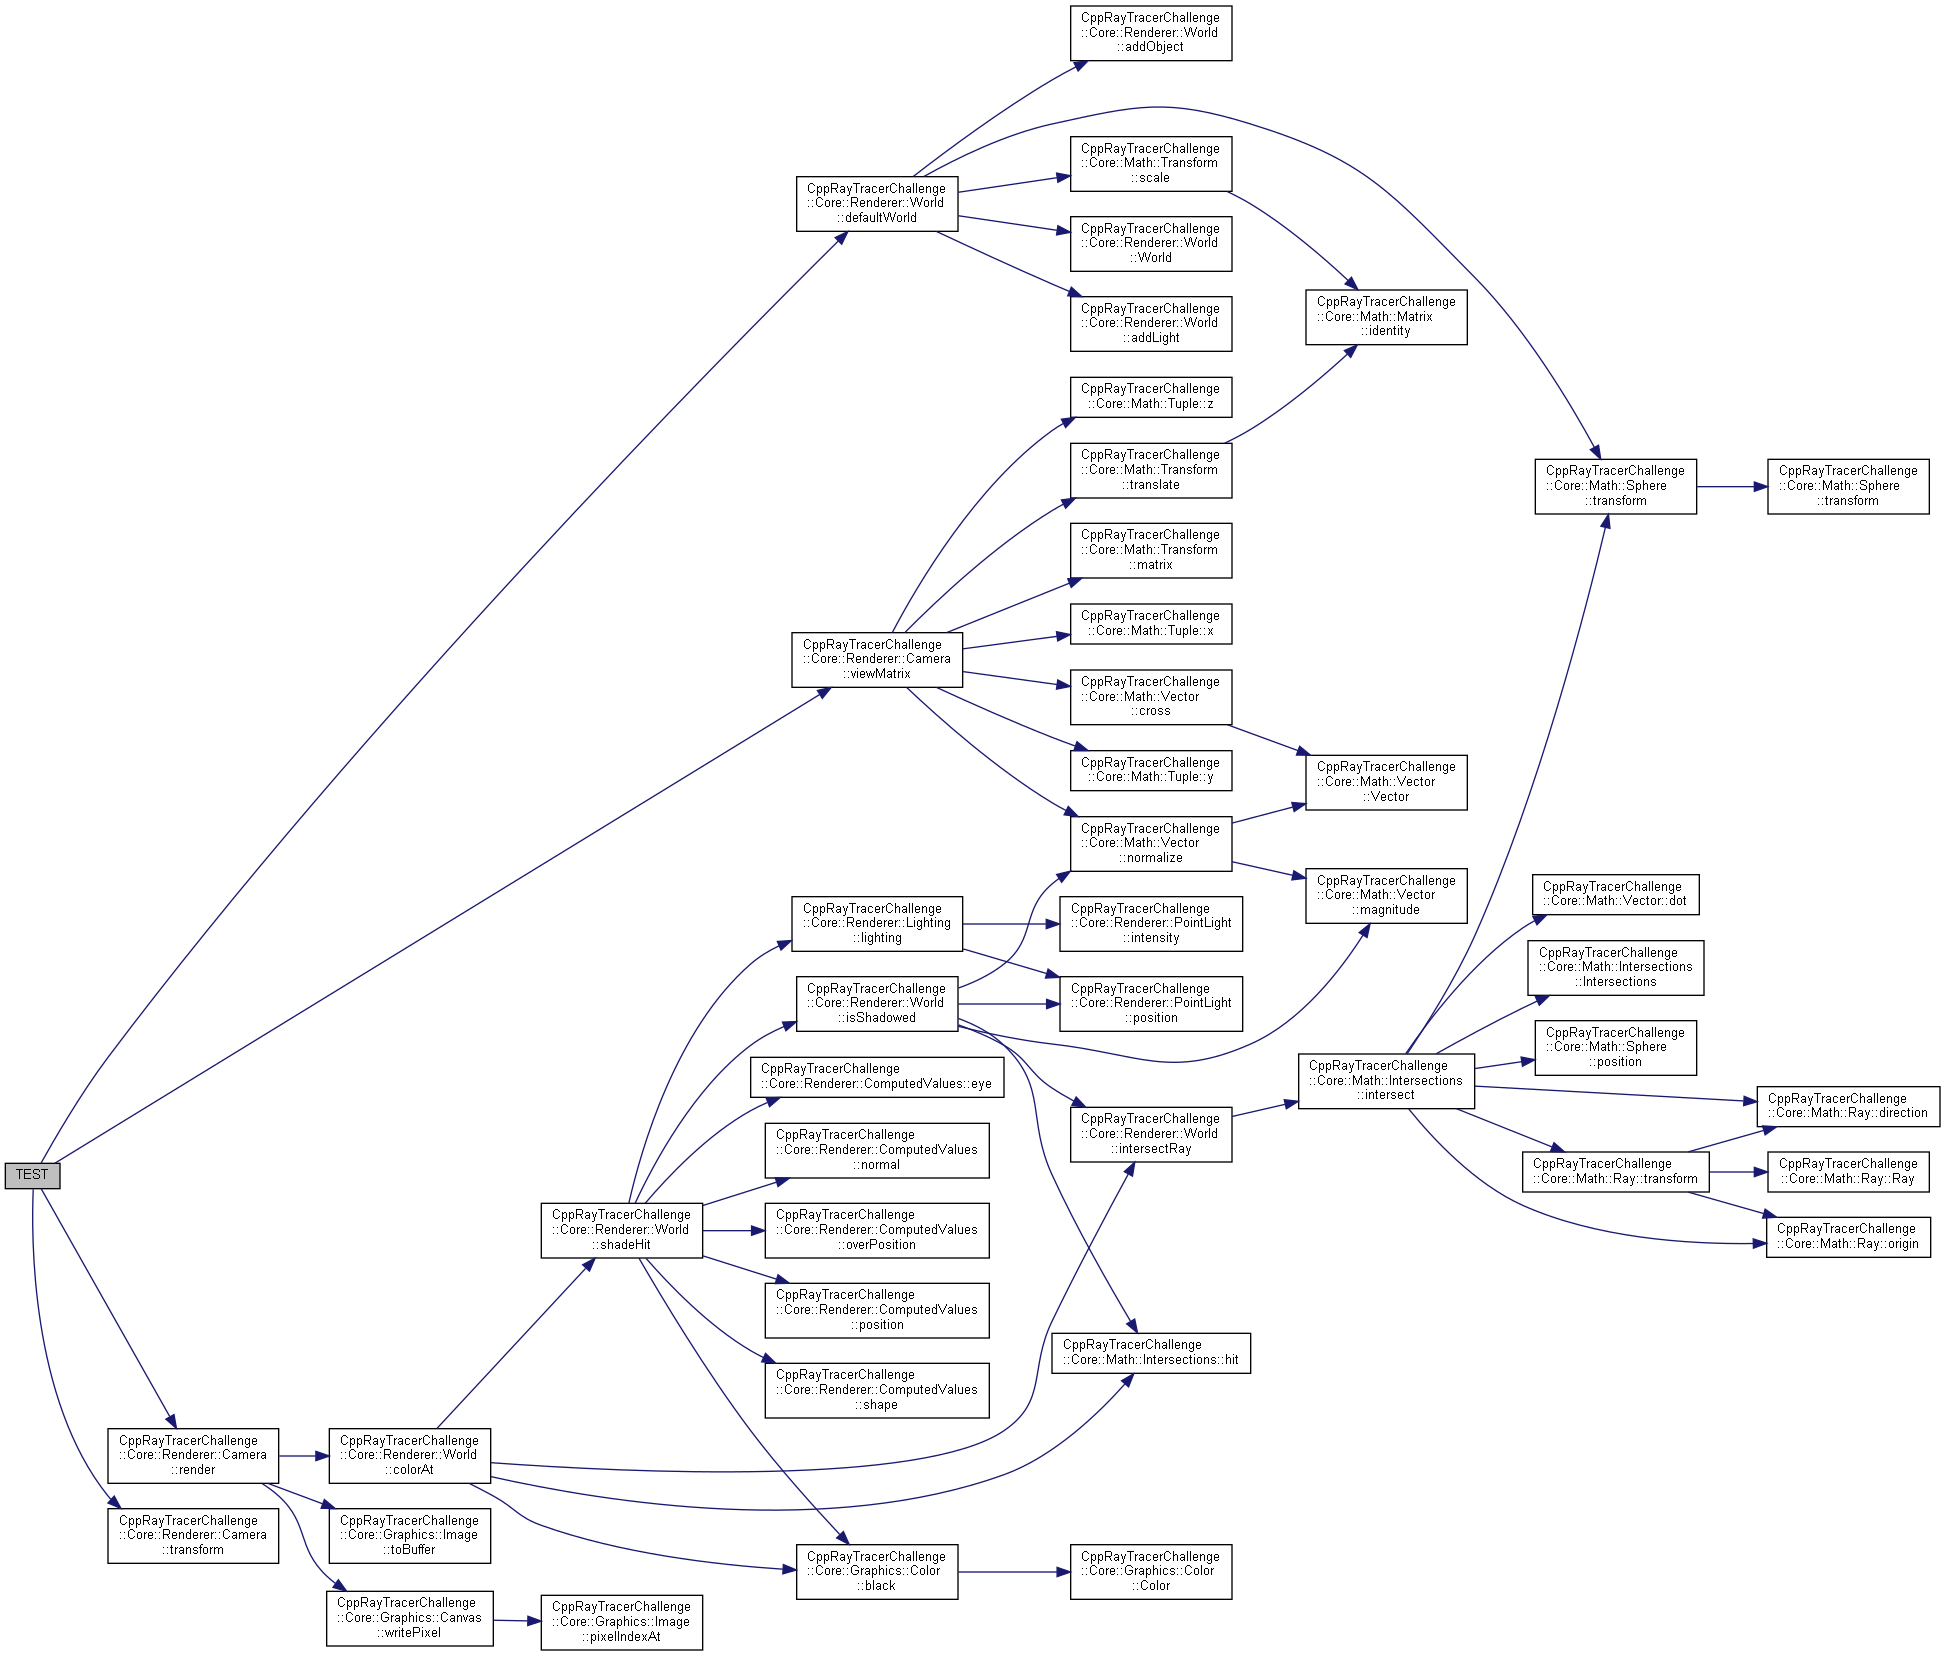 CppRayTracerChallenge
::Core::Renderer::World
::addObject
CppRayTracerChallenge
::Core::Math::Transform
::scale
CppRayTracerChallenge
::Core::Renderer::World
::defaultWorld
CppRayTracerChallenge
::Core::Renderer::World
::World
CppRayTracerChallenge
::Core::Renderer::World
::addLight
CppRayTracerChallenge
::Core::Math::Matrix
::identity
CppRayTracerChallenge
::Core::Math::Tuple::z
CppRayTracerChallenge
::Core::Math::Transform
::translate
CppRayTracerChallenge
::Core::Math::Sphere
::transform
CppRayTracerChallenge
::Core::Math::Sphere
::transform
CppRayTracerChallenge
::Core::Math::Transform
::matrix
CppRayTracerChallenge
::Core::Math::Tuple::x
CppRayTracerChallenge
::Core::Renderer::Camera
::viewMatrix
CppRayTracerChallenge
::Core::Math::Vector
::cross
CppRayTracerChallenge
::Core::Math::Tuple::y
CppRayTracerChallenge
::Core::Math::Vector
::Vector
CppRayTracerChallenge
::Core::Math::Vector
::normalize
CppRayTracerChallenge
::Core::Math::Vector
::magnitude
CppRayTracerChallenge
::Core::Math::Vector::dot
CppRayTracerChallenge
::Core::Renderer::Lighting
::lighting
CppRayTracerChallenge
::Core::Renderer::PointLight
::intensity
CppRayTracerChallenge
::Core::Math::Intersections
::Intersections
CppRayTracerChallenge
::Core::Renderer::World
::isShadowed
CppRayTracerChallenge
::Core::Renderer::PointLight
::position
CppRayTracerChallenge
::Core::Math::Sphere
::position
CppRayTracerChallenge
::Core::Renderer::ComputedValues::eye
CppRayTracerChallenge
::Core::Math::Intersections
::intersect
CppRayTracerChallenge
::Core::Math::Ray::direction
CppRayTracerChallenge
::Core::Renderer::World
::intersectRay
CppRayTracerChallenge
::Core::Renderer::ComputedValues
::normal
CppRayTracerChallenge
::Core::Math::Ray::transform
CppRayTracerChallenge
::Core::Math::Ray::Ray
TEST
CppRayTracerChallenge
::Core::Renderer::World
::shadeHit
CppRayTracerChallenge
::Core::Renderer::ComputedValues
::overPosition
CppRayTracerChallenge
::Core::Math::Ray::origin
CppRayTracerChallenge
::Core::Renderer::ComputedValues
::position
CppRayTracerChallenge
::Core::Math::Intersections::hit
CppRayTracerChallenge
::Core::Renderer::ComputedValues
::shape
CppRayTracerChallenge
::Core::Renderer::Camera
::render
CppRayTracerChallenge
::Core::Renderer::World
::colorAt
CppRayTracerChallenge
::Core::Renderer::Camera
::transform
CppRayTracerChallenge
::Core::Graphics::Image
::toBuffer
CppRayTracerChallenge
::Core::Graphics::Color
::black
CppRayTracerChallenge
::Core::Graphics::Color
::Color
CppRayTracerChallenge
::Core::Graphics::Canvas
::writePixel
CppRayTracerChallenge
::Core::Graphics::Image
::pixelIndexAt